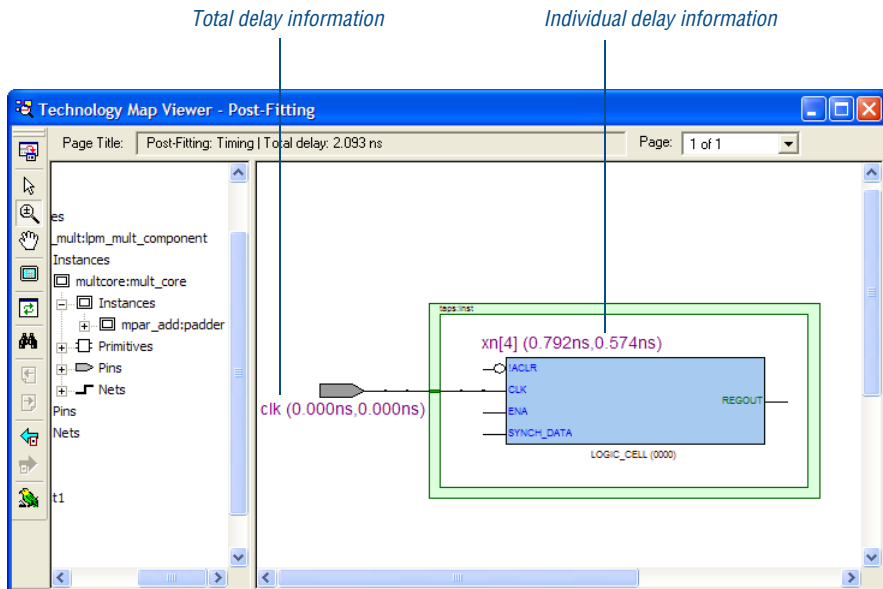 Total delay information
Individual delay information
Technology Map Viewer - Post-Fitting
Page Title: Post-Fitting: Timing | Total delay: 2.093 ns
Page: 1 of 1
es
_mult:lpm_mult_component
Instances
multcore:mult_core
Instances
mpar_add:padder
Primitives
Pins
Nets
Pins
Nets
t1
taps:inst
xn[4] (0.792ns,0.574ns)
!ACLR
CLK
clk (0.000ns,0.000ns)
REGOUT
ENA
SYNCH_DATA
LOGIC_CELL (0000)